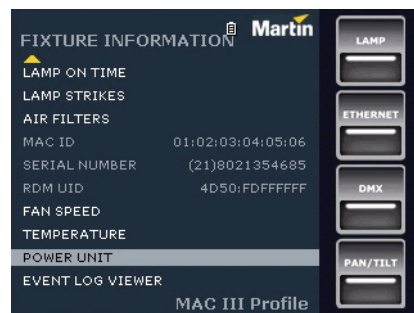 Martin
FIXTURE INFORMATION
LAMP ON TIME
LAMP STRIKES
AIR FILTERS
MAC ID 01:02:03:04:05:06
SERIAL NUMBER (21)8021354685
RDM UID 4D50:FDFFFFFF
FAN SPEED
TEMPERATURE
POWER UNIT
EVENT LOG VIEWER
MAC III Profile
LAMP
ETHERNET
DMX
PAN/TILT